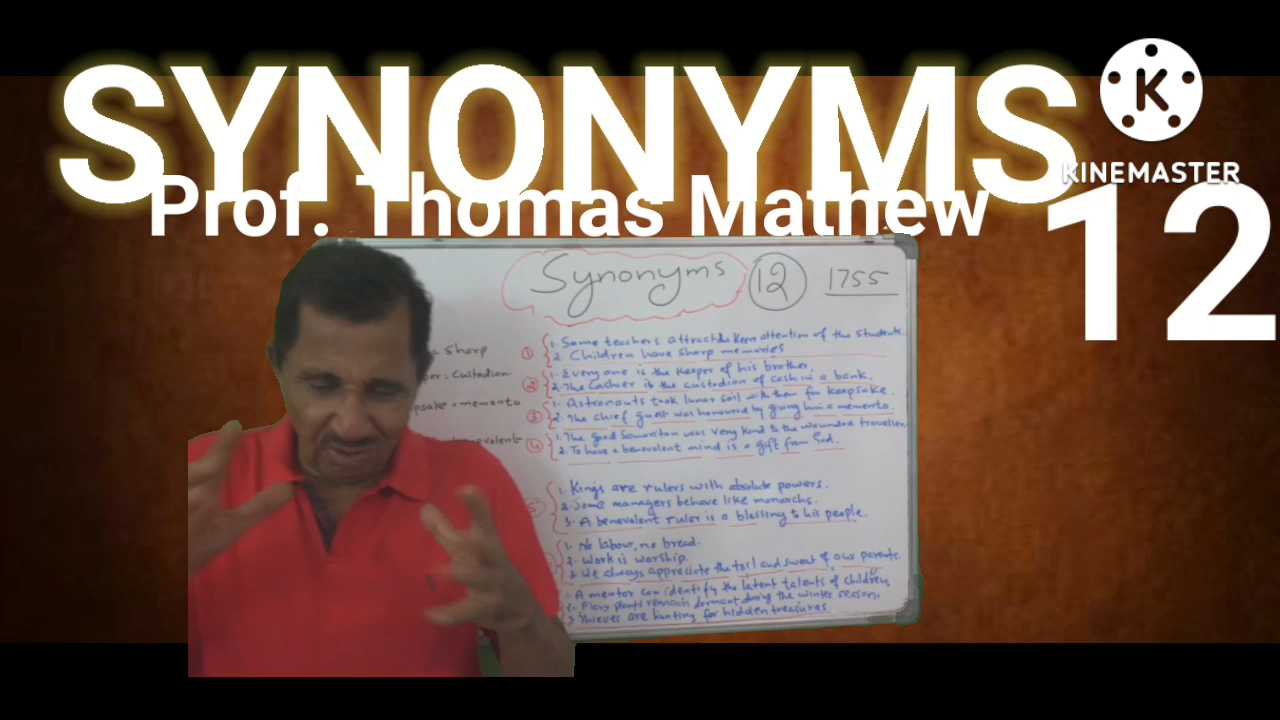 SYNONYMS
K
KINEMASTER
Prof. Thomas Mathew
12
Synonyms 12 1755
Sharp
1. Some teachers attract the Keen attention of the students.
① 2. Children have sharp memories
: Custodian
1. Every one is the Keeper of his brother.
② 2. The Cashier is the custodian of cash in a bank.
= memento
1. Astronauts took lunar soil with them for keepsake.
③ 2. The chief guest was honoured by giving him a memento.
1. The Good Samaritan was very kind to the wounded traveller.
④ 2. To have a benevolent mind is a gift from God.
1. Kings are rulers with absolute powers.
2. Some managers behave like monarchs.
3. A benevolent ruler is a blessing to his people.
1. No labour, no bread.
2. Work is worship.
3. We always appreciate the toil and sweat of our parents.
A mentor can identify the latent talents of children,
plants remain dormant during the winter season,
Thieves are hunting for hidden treasures.